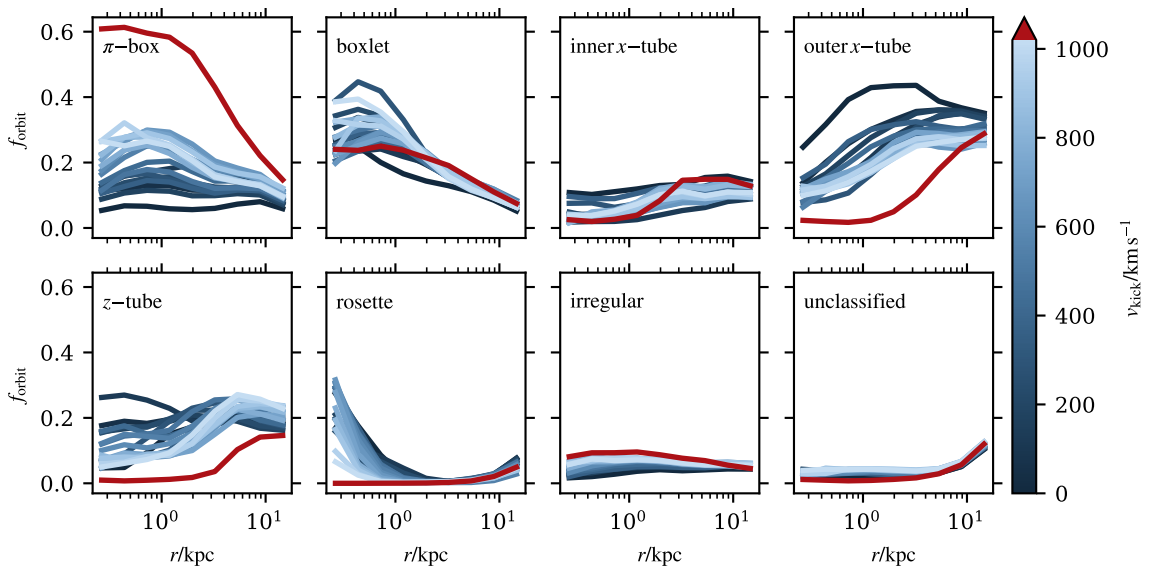 π−box
boxlet
inner x−tube
outer x−tube
0.6
0.4
0.2
0.0
f_orbit
z−tube
rosette
irregular
unclassified
0.6
0.4
0.2
0.0
f_orbit
10⁰ 10¹
10⁰ 10¹
10⁰ 10¹
10⁰ 10¹
r/kpc
r/kpc
r/kpc
r/kpc
1000
800
600
400
200
0
v_kick/km s⁻¹